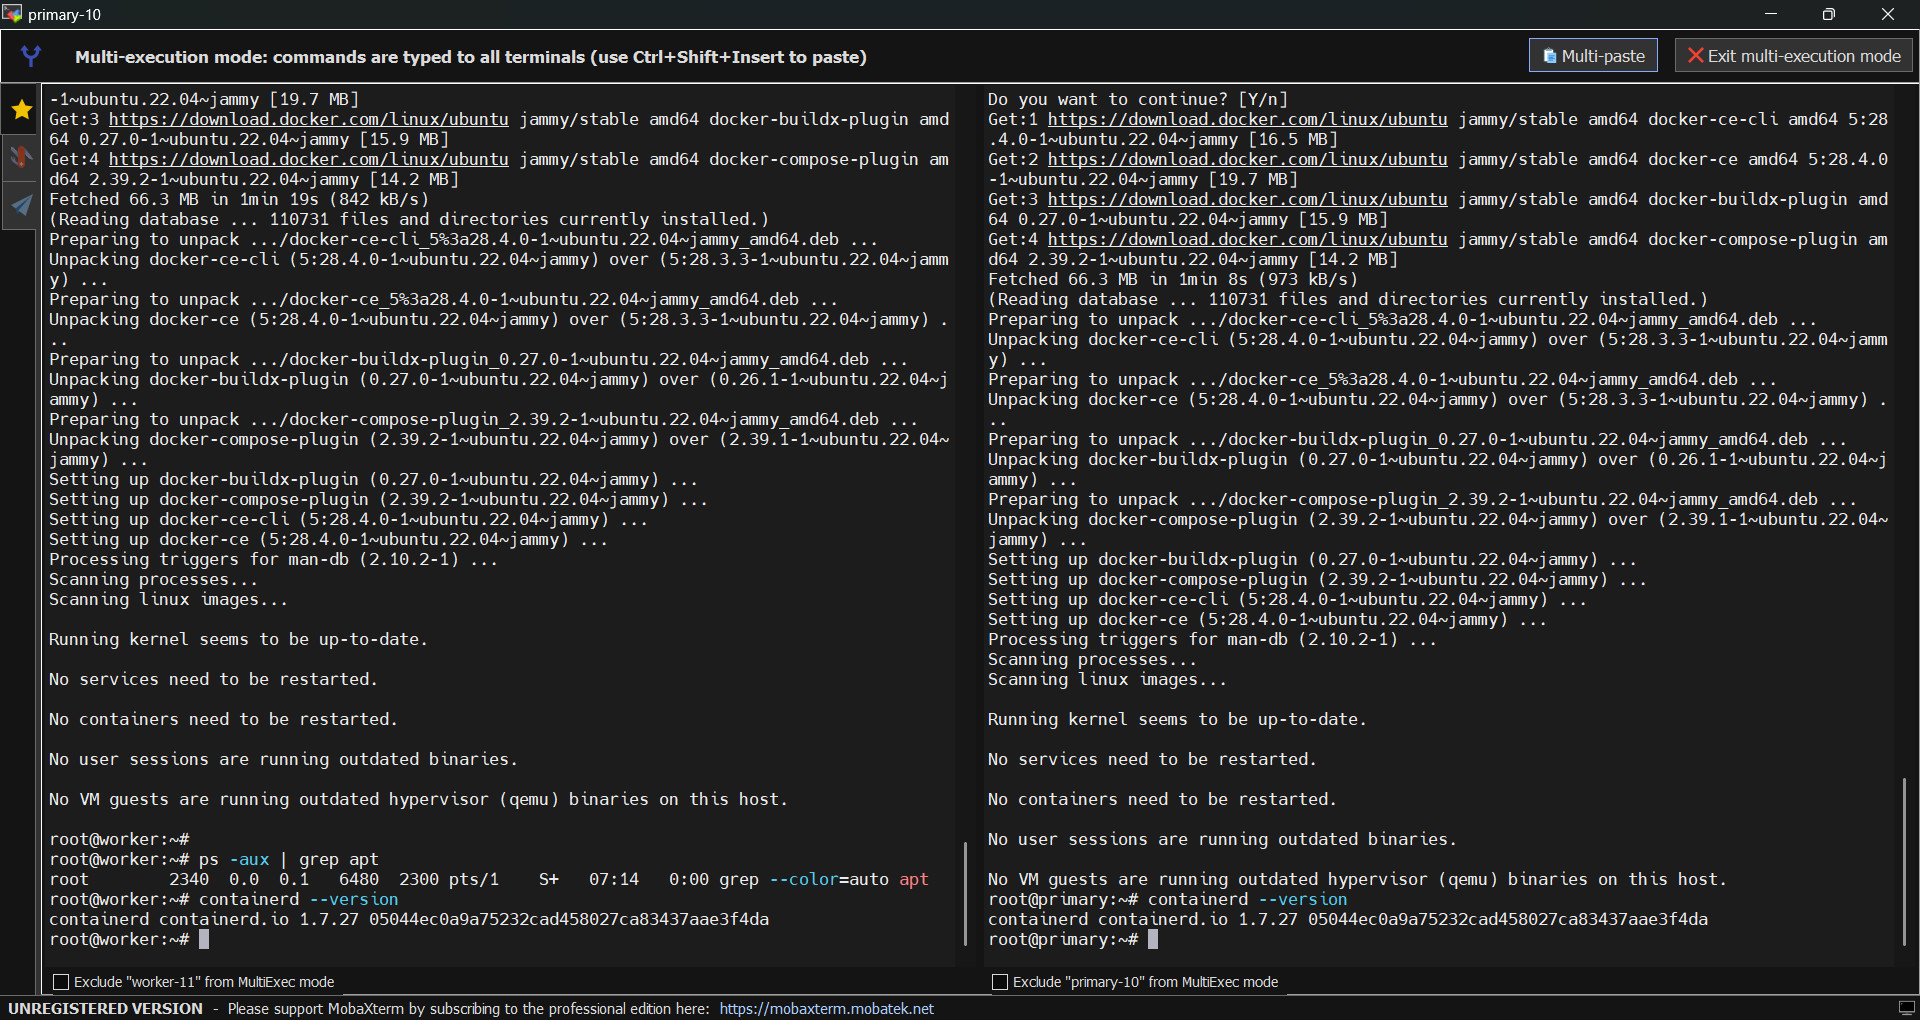 primary-10
Multi-execution mode: commands are typed to all terminals (use Ctrl+Shift+Insert to paste)
Multi-paste
Exit multi-execution mode
-1~ubuntu.22.04~jammy [19.7 MB]
Get:3 https://download.docker.com/linux/ubuntu jammy/stable amd64 docker-buildx-plugin amd
64 0.27.0-1~ubuntu.22.04~jammy [15.9 MB]
Get:4 https://download.docker.com/linux/ubuntu jammy/stable amd64 docker-compose-plugin am
d64 2.39.2-1~ubuntu.22.04~jammy [14.2 MB]
Fetched 66.3 MB in 1min 19s (842 kB/s)
(Reading database ... 110731 files and directories currently installed.)
Preparing to unpack .../docker-ce-cli_5%3a28.4.0-1~ubuntu.22.04~jammy_amd64.deb ...
Unpacking docker-ce-cli (5:28.4.0-1~ubuntu.22.04~jammy) over (5:28.3.3-1~ubuntu.22.04~jamm
y) ...
Preparing to unpack .../docker-ce_5%3a28.4.0-1~ubuntu.22.04~jammy_amd64.deb ...
Unpacking docker-ce (5:28.4.0-1~ubuntu.22.04~jammy) over (5:28.3.3-1~ubuntu.22.04~jammy) .
..
Preparing to unpack .../docker-buildx-plugin_0.27.0-1~ubuntu.22.04~jammy_amd64.deb ...
Unpacking docker-buildx-plugin (0.27.0-1~ubuntu.22.04~jammy) over (0.26.1-1~ubuntu.22.04~j
ammy) ...
Preparing to unpack .../docker-compose-plugin_2.39.2-1~ubuntu.22.04~jammy_amd64.deb ...
Unpacking docker-compose-plugin (2.39.2-1~ubuntu.22.04~jammy) over (2.39.1-1~ubuntu.22.04~
jammy) ...
Setting up docker-buildx-plugin (0.27.0-1~ubuntu.22.04~jammy) ...
Setting up docker-compose-plugin (2.39.2-1~ubuntu.22.04~jammy) ...
Setting up docker-ce-cli (5:28.4.0-1~ubuntu.22.04~jammy) ...
Setting up docker-ce (5:28.4.0-1~ubuntu.22.04~jammy) ...
Processing triggers for man-db (2.10.2-1) ...
Scanning processes...
Scanning linux images...
Running kernel seems to be up-to-date.
No services need to be restarted.
No containers need to be restarted.
No user sessions are running outdated binaries.
No VM guests are running outdated hypervisor (qemu) binaries on this host.
root@worker:~#
root@worker:~# ps -aux | grep apt
root        2340  0.0  0.1   6480  2300 pts/1    S+   07:14   0:00 grep --color=auto apt
root@worker:~# containerd --version
containerd containerd.io 1.7.27 05044ec0a9a75232cad458027ca83437aae3f4da
root@worker:~#
Exclude "worker-11" from MultiExec mode
Do you want to continue? [Y/n]
Get:1 https://download.docker.com/linux/ubuntu jammy/stable amd64 docker-ce-cli amd64 5:28
.4.0-1~ubuntu.22.04~jammy [16.5 MB]
Get:2 https://download.docker.com/linux/ubuntu jammy/stable amd64 docker-ce amd64 5:28.4.0
-1~ubuntu.22.04~jammy [19.7 MB]
Get:3 https://download.docker.com/linux/ubuntu jammy/stable amd64 docker-buildx-plugin amd
64 0.27.0-1~ubuntu.22.04~jammy [15.9 MB]
Get:4 https://download.docker.com/linux/ubuntu jammy/stable amd64 docker-compose-plugin am
d64 2.39.2-1~ubuntu.22.04~jammy [14.2 MB]
Fetched 66.3 MB in 1min 8s (973 kB/s)
(Reading database ... 110731 files and directories currently installed.)
Preparing to unpack .../docker-ce-cli_5%3a28.4.0-1~ubuntu.22.04~jammy_amd64.deb ...
Unpacking docker-ce-cli (5:28.4.0-1~ubuntu.22.04~jammy) over (5:28.3.3-1~ubuntu.22.04~jamm
y) ...
Preparing to unpack .../docker-ce_5%3a28.4.0-1~ubuntu.22.04~jammy_amd64.deb ...
Unpacking docker-ce (5:28.4.0-1~ubuntu.22.04~jammy) over (5:28.3.3-1~ubuntu.22.04~jammy) .
..
Preparing to unpack .../docker-buildx-plugin_0.27.0-1~ubuntu.22.04~jammy_amd64.deb ...
Unpacking docker-buildx-plugin (0.27.0-1~ubuntu.22.04~jammy) over (0.26.1-1~ubuntu.22.04~j
ammy) ...
Preparing to unpack .../docker-compose-plugin_2.39.2-1~ubuntu.22.04~jammy_amd64.deb ...
Unpacking docker-compose-plugin (2.39.2-1~ubuntu.22.04~jammy) over (2.39.1-1~ubuntu.22.04~
jammy) ...
Setting up docker-buildx-plugin (0.27.0-1~ubuntu.22.04~jammy) ...
Setting up docker-compose-plugin (2.39.2-1~ubuntu.22.04~jammy) ...
Setting up docker-ce-cli (5:28.4.0-1~ubuntu.22.04~jammy) ...
Setting up docker-ce (5:28.4.0-1~ubuntu.22.04~jammy) ...
Processing triggers for man-db (2.10.2-1) ...
Scanning processes...
Scanning linux images...
Running kernel seems to be up-to-date.
No services need to be restarted.
No containers need to be restarted.
No user sessions are running outdated binaries.
No VM guests are running outdated hypervisor (qemu) binaries on this host.
root@primary:~# containerd --version
containerd containerd.io 1.7.27 05044ec0a9a75232cad458027ca83437aae3f4da
root@primary:~#
Exclude "primary-10" from MultiExec mode
UNREGISTERED VERSION - Please support MobaXterm by subscribing to the professional edition here: https://mobaxterm.mobatek.net